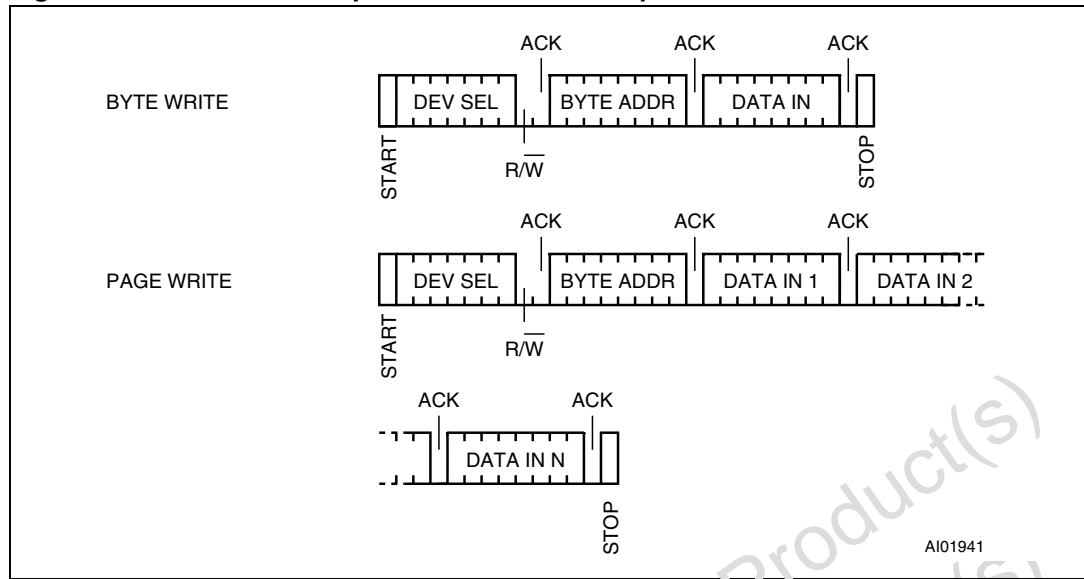 ACK ACK ACK
BYTE WRITE DEV SEL BYTE ADDR DATA IN
START R/W̅ STOP
ACK ACK ACK
PAGE WRITE DEV SEL BYTE ADDR DATA IN 1 DATA IN 2
START R/W̅
ACK ACK
DATA IN N
STOP
AI01941
Product(s)